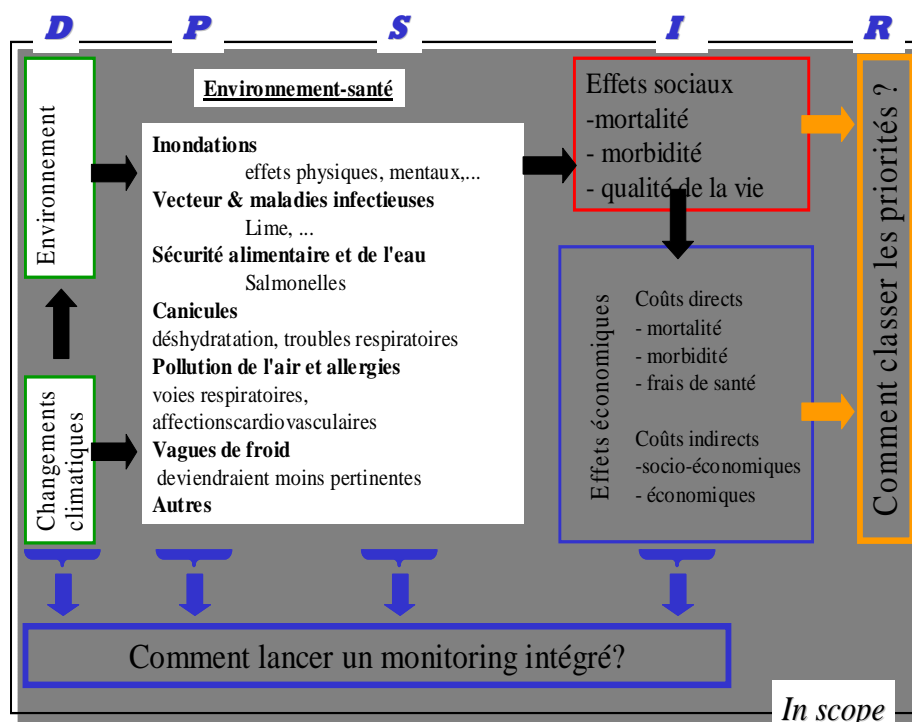 D P S I R
Environnement-santé
Environnement
Changements
climatiques
Inondations
effets physiques, mentaux,...
Vecteur & maladies infectieuses
Lime, ...
Sécurité alimentaire et de l'eau
Salmonelles
Canicules
déshydratation, troubles respiratoires
Pollution de l'air et allergies
voies respiratoires,
affectionscardiovasculaires
Vagues de froid
deviendraient moins pertinentes
Autres
Effets sociaux
-mortalité
- morbidité
- qualité de la vie
Effets économiques
Coûts directs
- mortalité
- morbidité
- frais de santé
Coûts indirects
-socio-économiques
- économiques
Comment classer les priorités ?
Comment lancer un monitoring intégré?
In scope